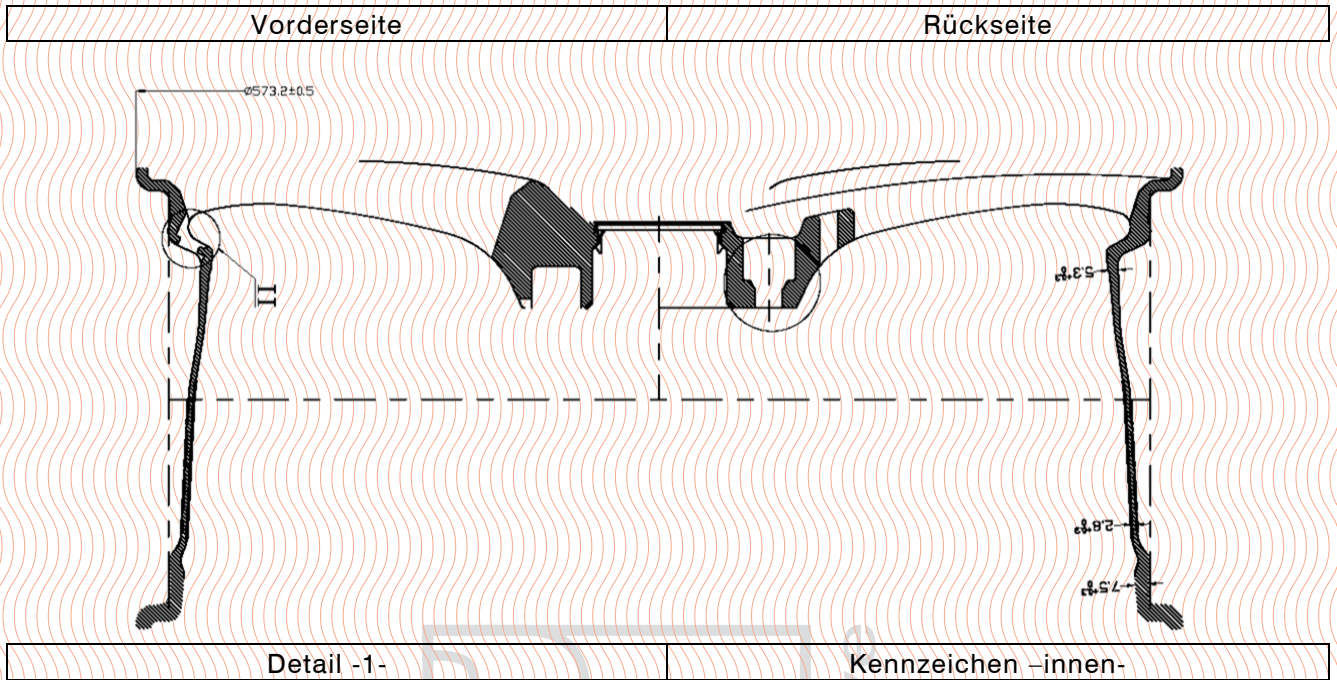 Vorderseite
Rückseite
Ø573.2±0.5
II
5.3
2.8
7.5
Detail -1-
Kennzeichen –innen-